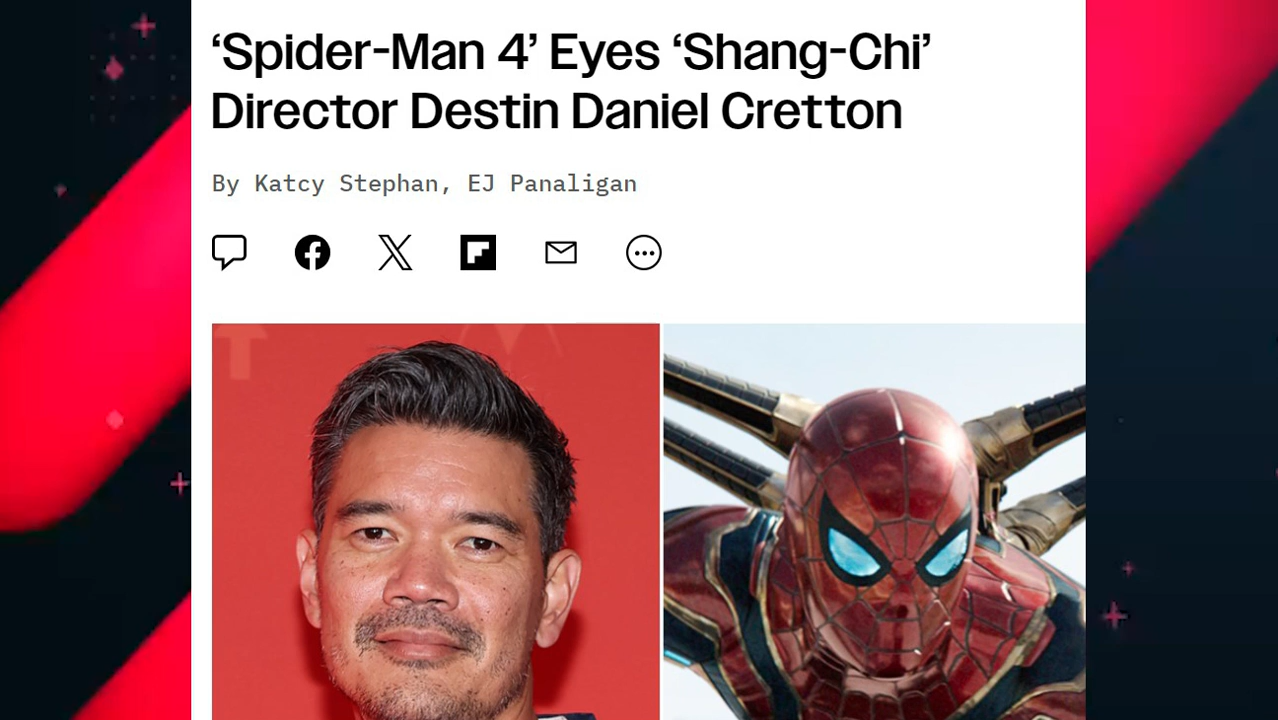 ‘Spider-Man 4’ Eyes ‘Shang-Chi’
Director Destin Daniel Cretton
By Katcy Stephan, EJ Panaligan